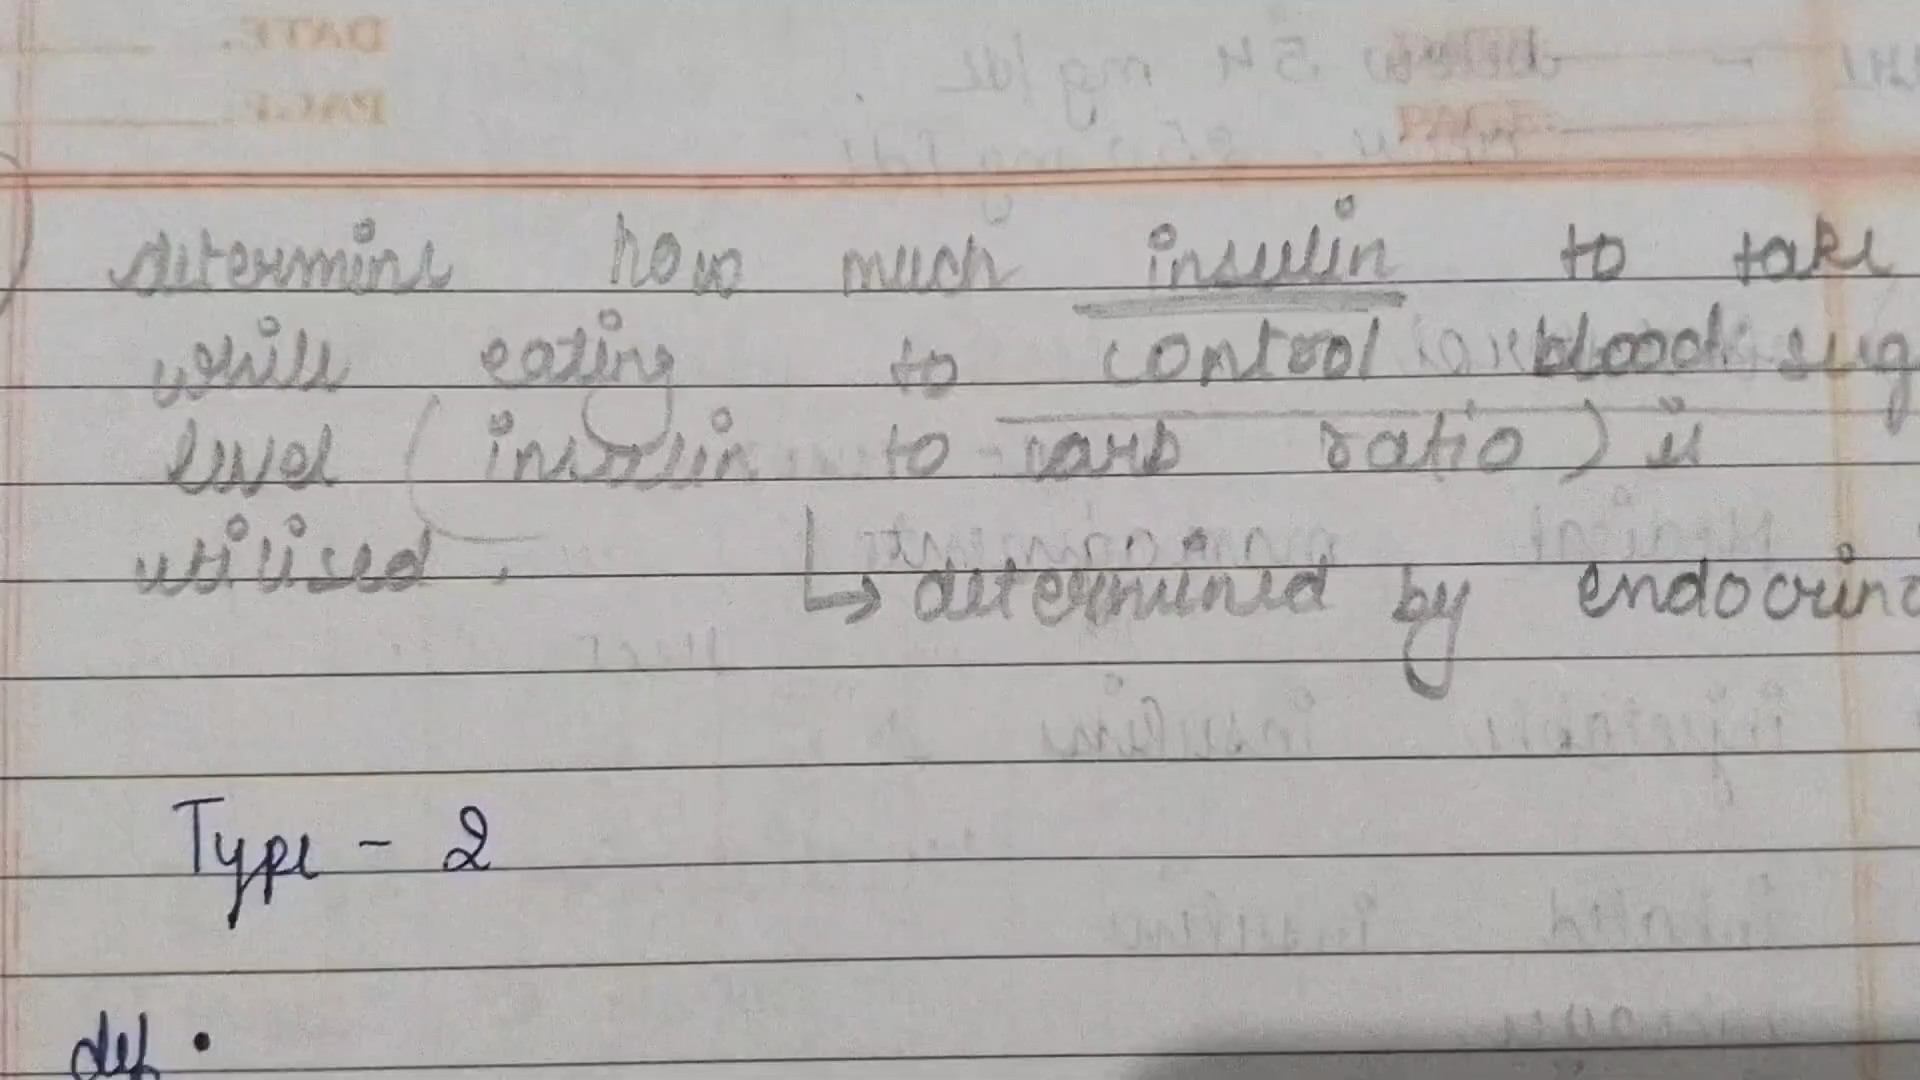 determine how much insulin to take
while eating to control blood sug
level (insulin to carb ratio) is
utilised.
↳ determined by endocrino
Type - 2
def •